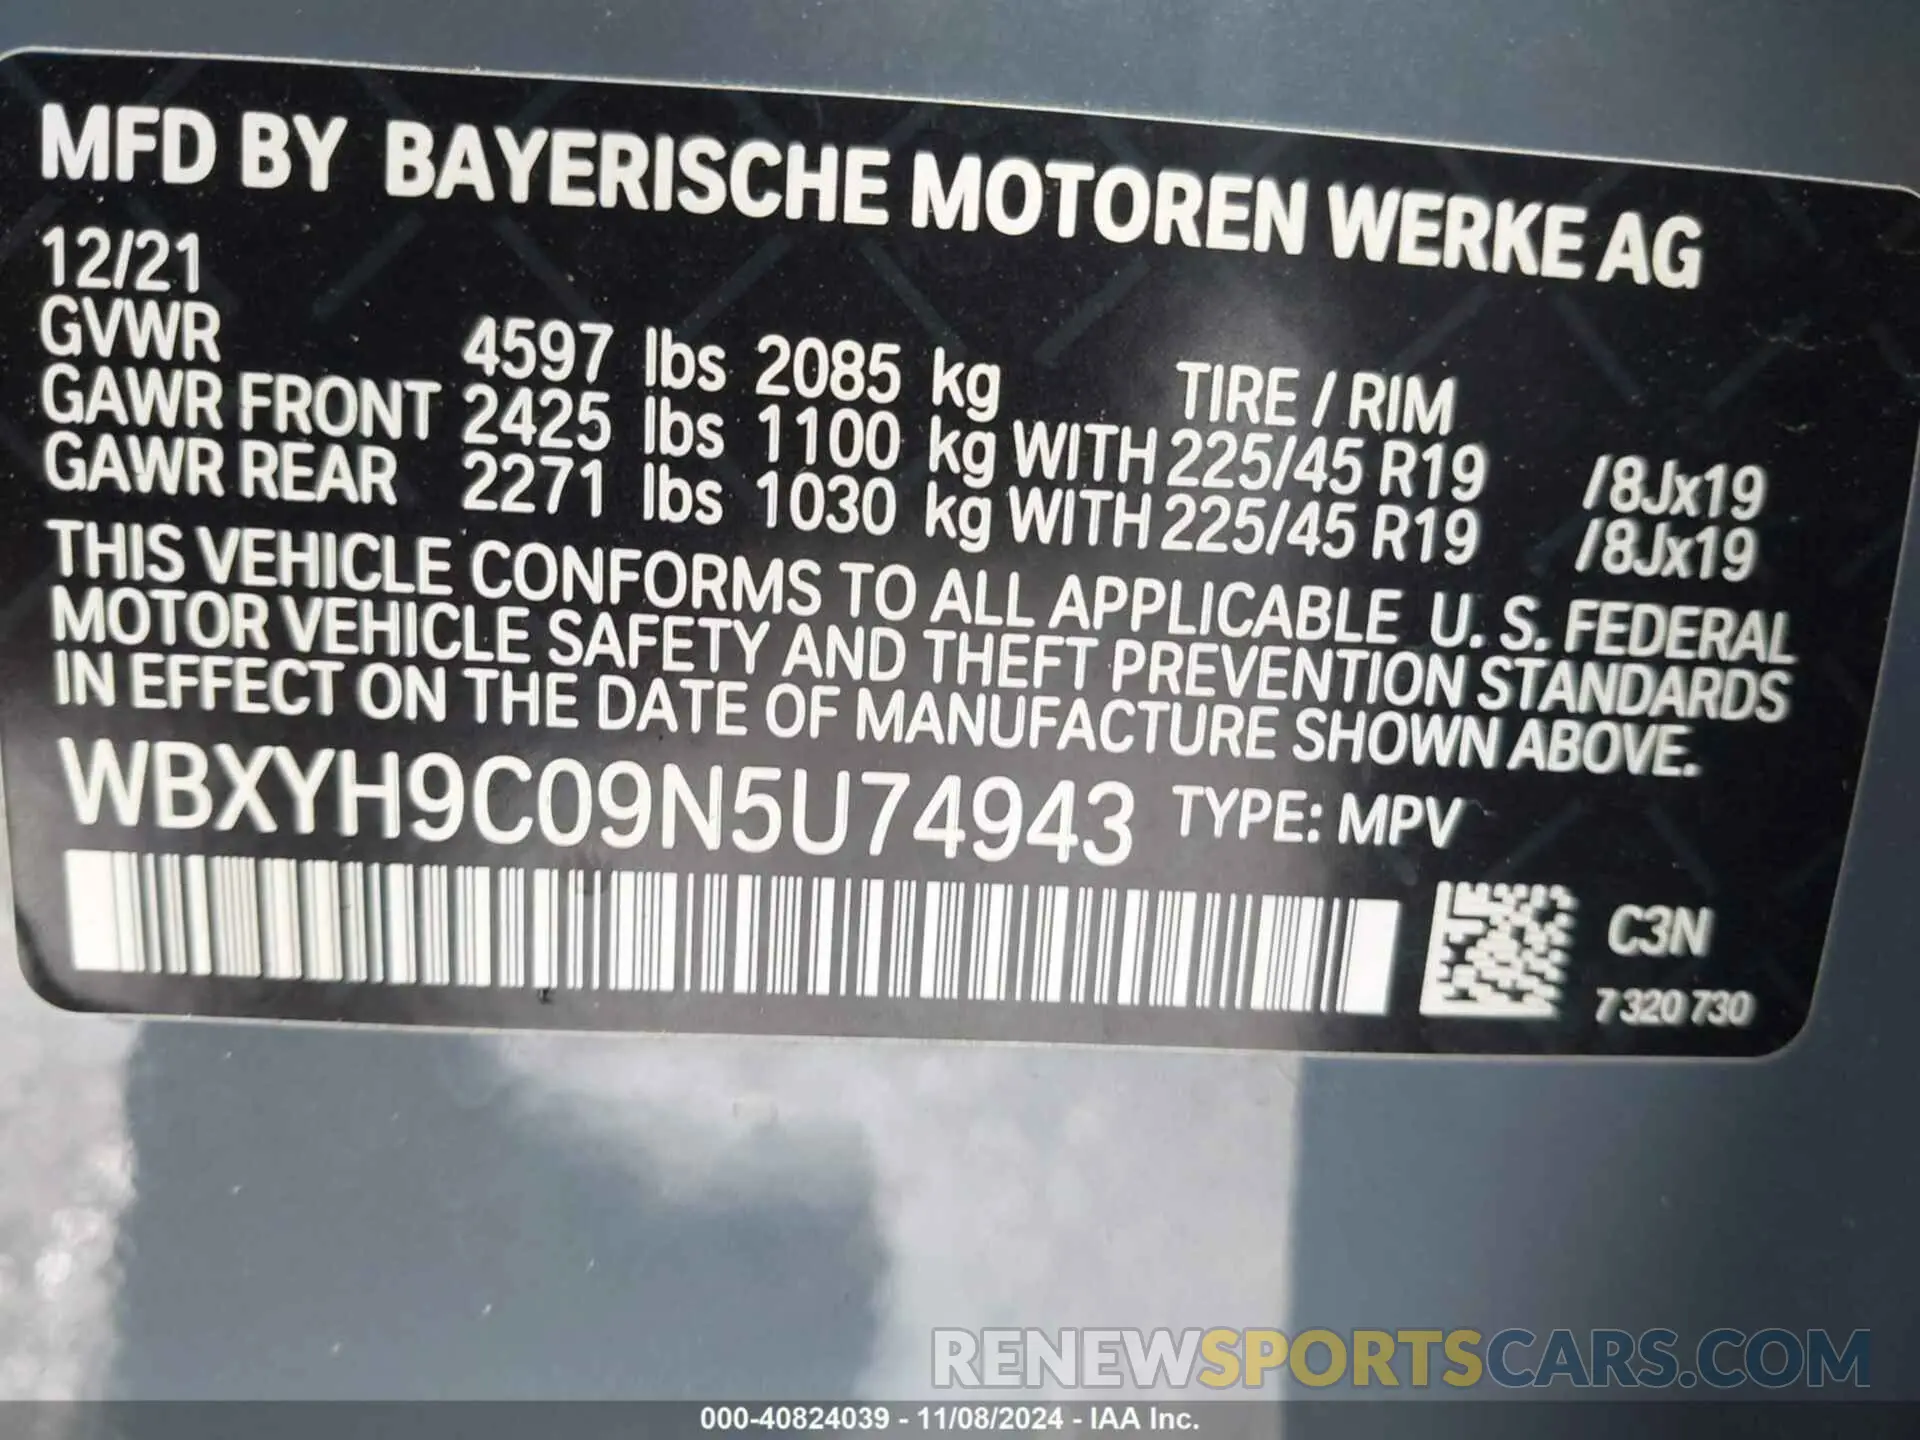 MFD BY BAYERISCHE MOTOREN WERKE AG
12/21
GVWR 4597 lbs 2085 kg TIRE / RIM
GAWR FRONT 2425 lbs 1100 kg WITH 225/45 R19 /8Jx19
GAWR REAR 2271 lbs 1030 kg WITH 225/45 R19 /8Jx19
THIS VEHICLE CONFORMS TO ALL APPLICABLE U. S. FEDERAL
MOTOR VEHICLE SAFETY AND THEFT PREVENTION STANDARDS
IN EFFECT ON THE DATE OF MANUFACTURE SHOWN ABOVE.
WBXYH9C09N5U74943 TYPE: MPV
C3N
7 320 730
RENEWSPORTSCARS.COM
000-40824039 - 11/08/2024 - IAA Inc.